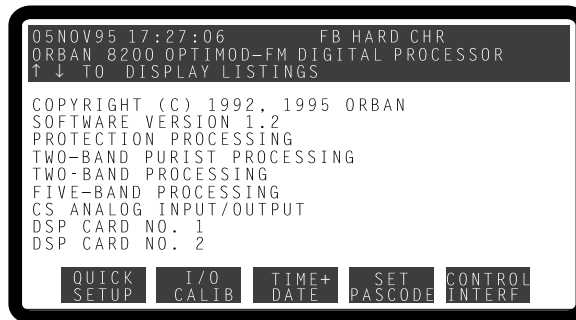 05NOV95 17:27:06 FB HARD CHR
ORBAN 8200 OPTIMOD–FM DIGITAL PROCESSOR
↑ ↓ TO DISPLAY LISTINGS
COPYRIGHT (C) 1992, 1995 ORBAN
SOFTWARE VERSION 1.2
PROTECTION PROCESSING
TWO–BAND PURIST PROCESSING
TWO-BAND PROCESSING
FIVE–BAND PROCESSING
CS ANALOG INPUT/OUTPUT
DSP CARD NO. 1
DSP CARD NO. 2
QUICK SETUP
I/O CALIB
TIME+ DATE
SET PASCODE
CONTROL INTERF